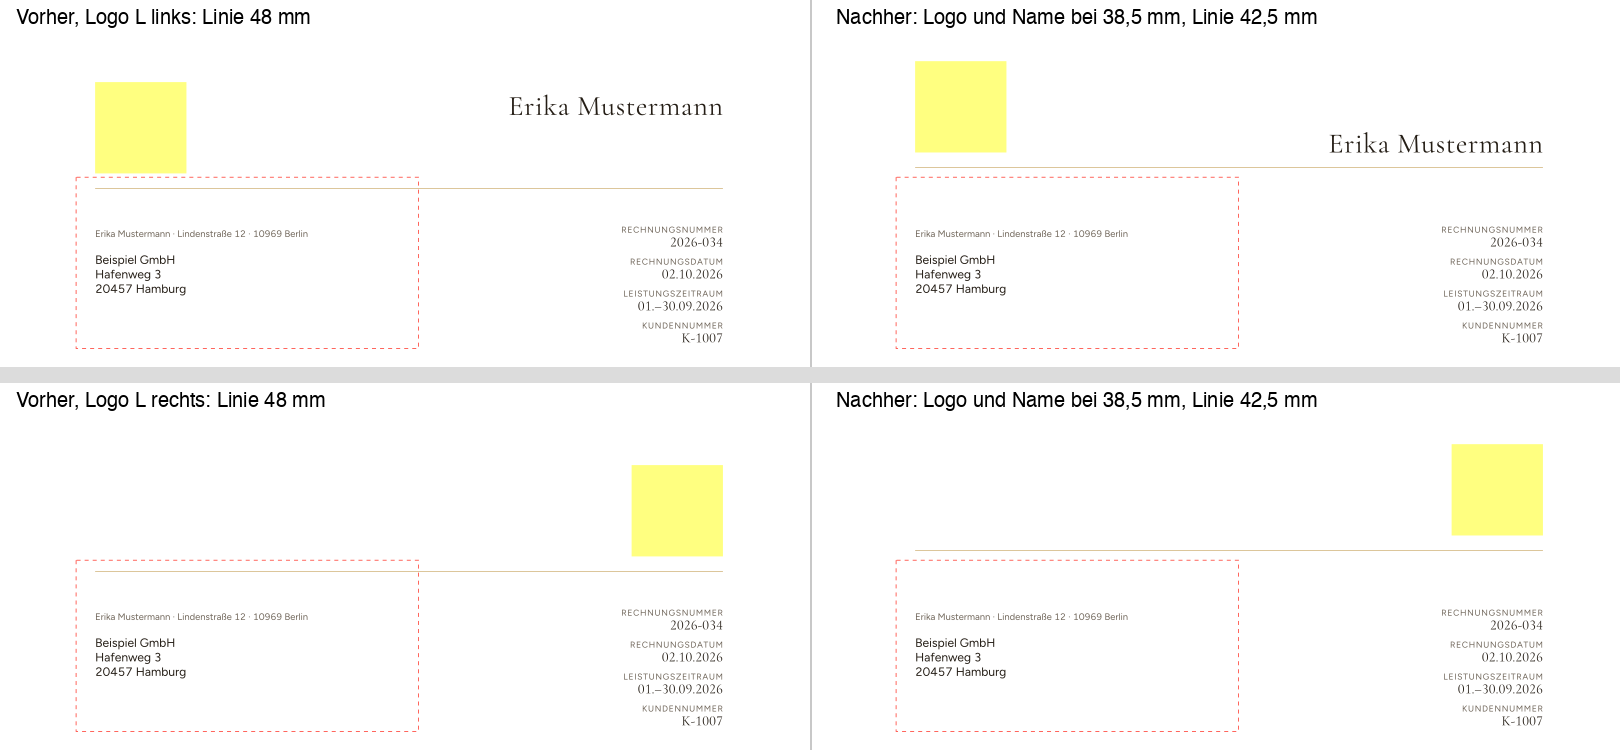 Vorher, Logo L links: Linie 48 mm
Erika Mustermann
Erika Mustermann · Lindenstraße 12 · 10969 Berlin
Beispiel GmbH
Hafenweg 3
20457 Hamburg
RECHNUNGSNUMMER
2026-034
RECHNUNGSDATUM
02.10.2026
LEISTUNGSZEITRAUM
01.–30.09.2026
KUNDENNUMMER
K-1007
Nachher: Logo und Name bei 38,5 mm, Linie 42,5 mm
Erika Mustermann
Erika Mustermann · Lindenstraße 12 · 10969 Berlin
Beispiel GmbH
Hafenweg 3
20457 Hamburg
RECHNUNGSNUMMER
2026-034
RECHNUNGSDATUM
02.10.2026
LEISTUNGSZEITRAUM
01.–30.09.2026
KUNDENNUMMER
K-1007
Vorher, Logo L rechts: Linie 48 mm
Erika Mustermann · Lindenstraße 12 · 10969 Berlin
Beispiel GmbH
Hafenweg 3
20457 Hamburg
RECHNUNGSNUMMER
2026-034
RECHNUNGSDATUM
02.10.2026
LEISTUNGSZEITRAUM
01.–30.09.2026
KUNDENNUMMER
K-1007
Nachher: Logo und Name bei 38,5 mm, Linie 42,5 mm
Erika Mustermann · Lindenstraße 12 · 10969 Berlin
Beispiel GmbH
Hafenweg 3
20457 Hamburg
RECHNUNGSNUMMER
2026-034
RECHNUNGSDATUM
02.10.2026
LEISTUNGSZEITRAUM
01.–30.09.2026
KUNDENNUMMER
K-1007